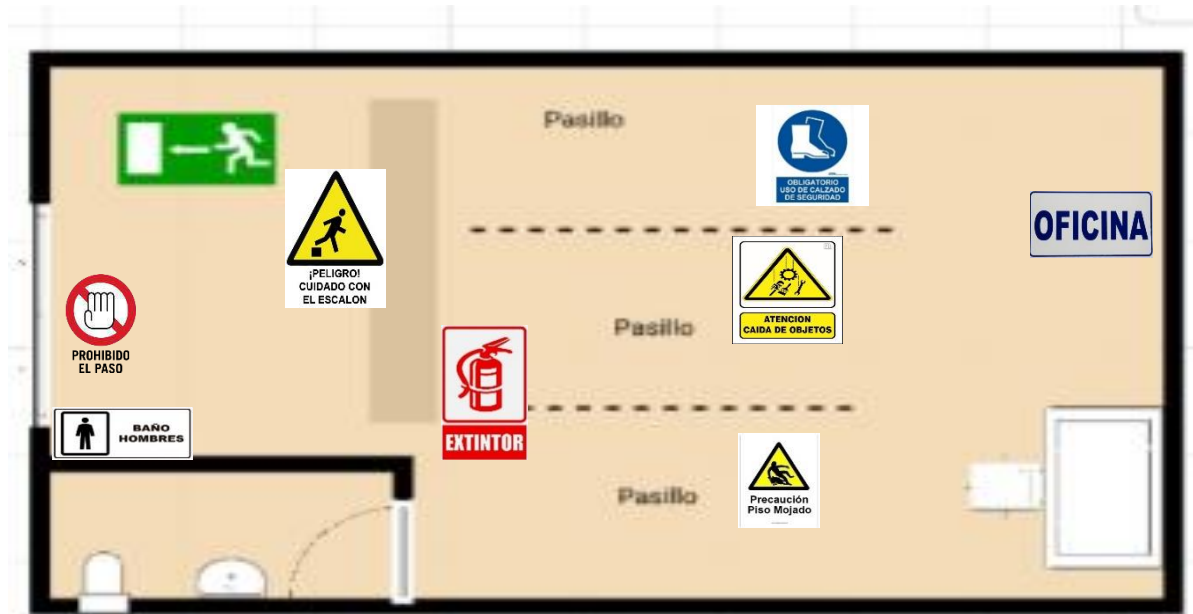 Pasillo
OBLIGATORIO
USO DE CALZADO
DE SEGURIDAD
OFICINA
¡PELIGRO!
CUIDADO CON
EL ESCALON
ATENCION
CAIDA DE OBJETOS
Pasillo
PROHIBIDO
EL PASO
BAÑO
HOMBRES
EXTINTOR
Pasillo
Precaución
Piso Mojado